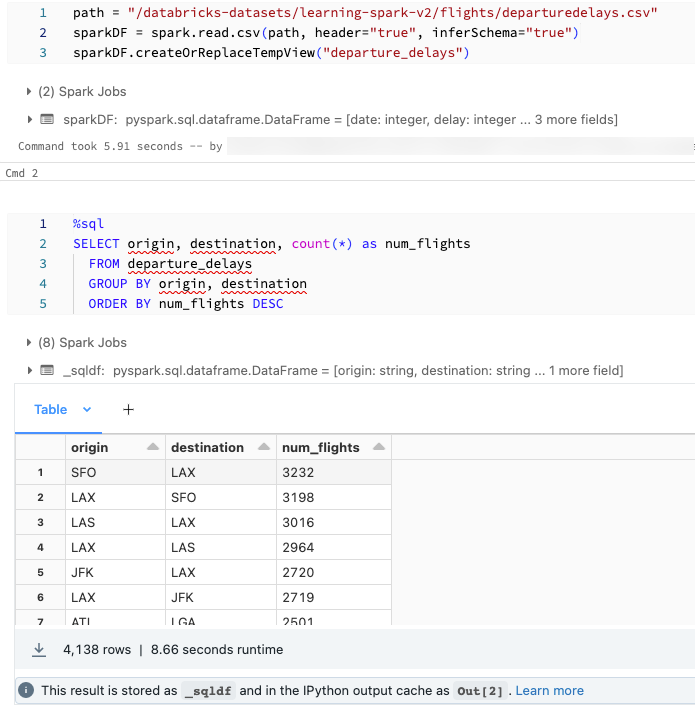 1 path = "/databricks-datasets/learning-spark-v2/flights/departuredelays.csv"
2 sparkDF = spark.read.csv(path, header="true", inferSchema="true")
3 sparkDF.createOrReplaceTempView("departure_delays")
(2) Spark Jobs
sparkDF: pyspark.sql.dataframe.DataFrame = [date: integer, delay: integer ... 3 more fields]
Command took 5.91 seconds -- by
Cmd 2
1 %sql
2 SELECT origin, destination, count(*) as num_flights
3 FROM departure_delays
4 GROUP BY origin, destination
5 ORDER BY num_flights DESC
(8) Spark Jobs
_sqldf: pyspark.sql.dataframe.DataFrame = [origin: string, destination: string ... 1 more field]
Table +
origin destination num_flights
1 SFO LAX 3232
2 LAX SFO 3198
3 LAS LAX 3016
4 LAX LAS 2964
5 JFK LAX 2720
6 LAX JFK 2719
7 ATL LGA 2501
4,138 rows | 8.66 seconds runtime
This result is stored as _sqldf and in the IPython output cache as Out[2]. Learn more